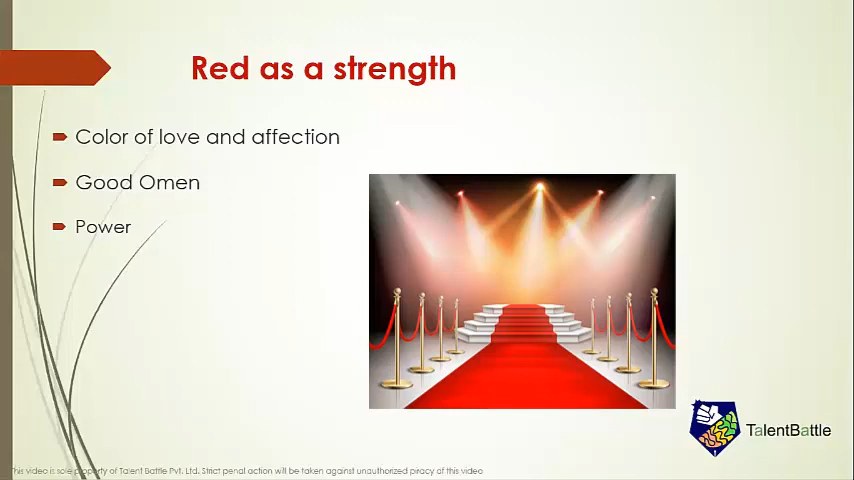 Red as a strength
Color of love and affection
Good Omen
Power
TalentBattle
This video is sole property of Talent Battle Pvt. Ltd. Strict penal action will be taken against unauthorized piracy of this video